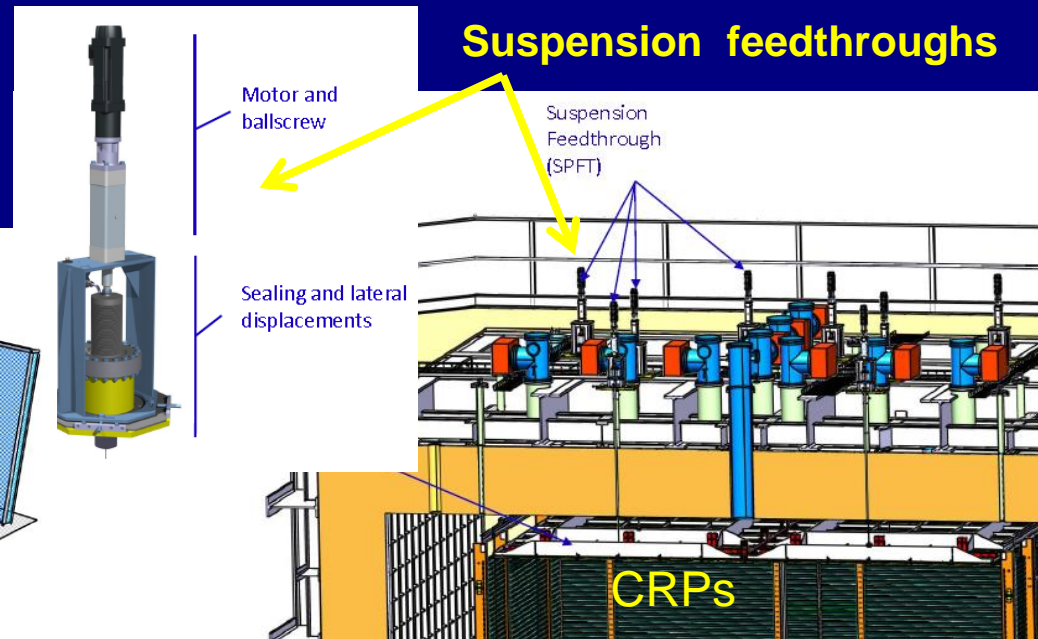 Suspension feedthroughs
Motor and
ballscrew
Suspension
Feedthrough
(SPFT)
Sealing and lateral
displacements
CRPs